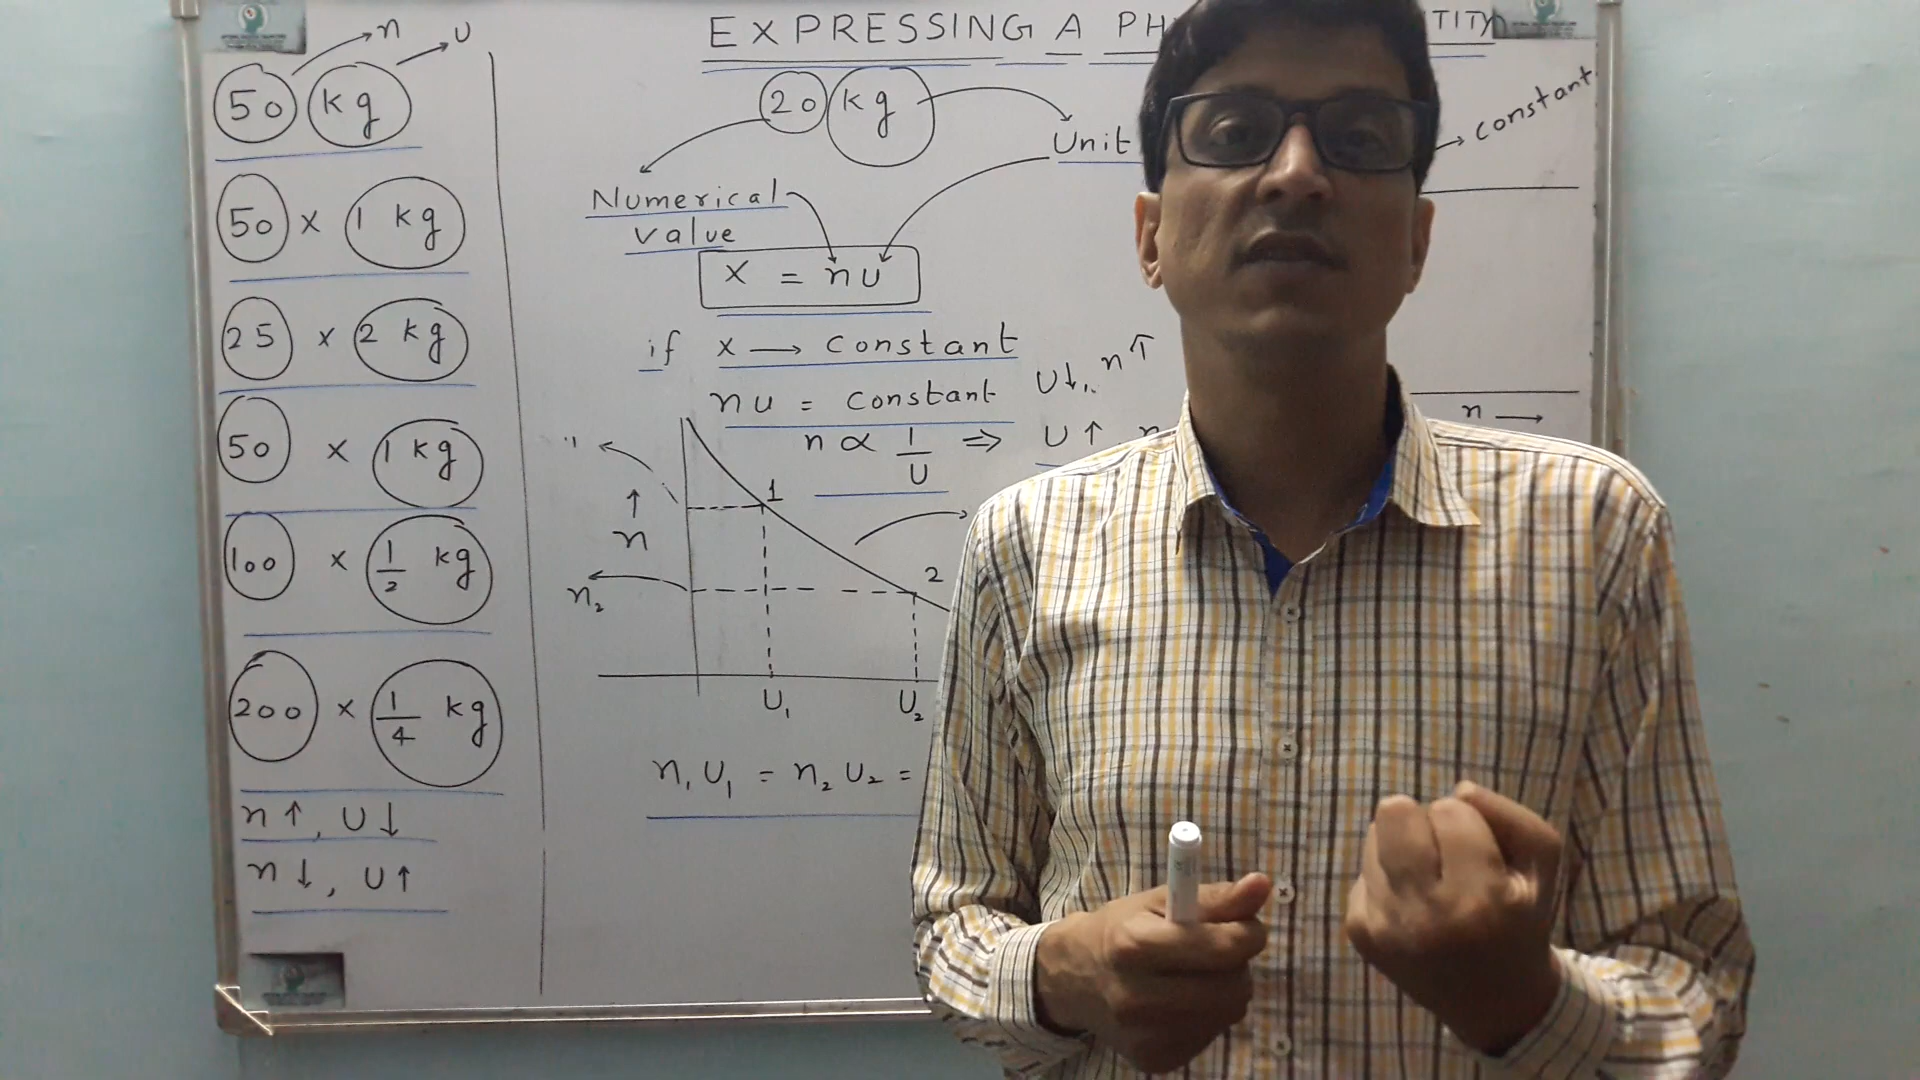 n
U
50 kg
50 x 1 kg
25 x 2 kg
50 x 1 kg
100 x 1/2 kg
200 x 1/4 kg
n ↑, U ↓
n ↓, U ↑
EXPRESSING A
20 kg
Unit
Numerical
value
X = nu
if x → constant
nu = constant U↓, n↑
n ∝ 1/U ⇒ U ↑
1
↑
n
2
n₂
U₁
U₂
n₁U₁ = n₂U₂ =
→ constant
n →